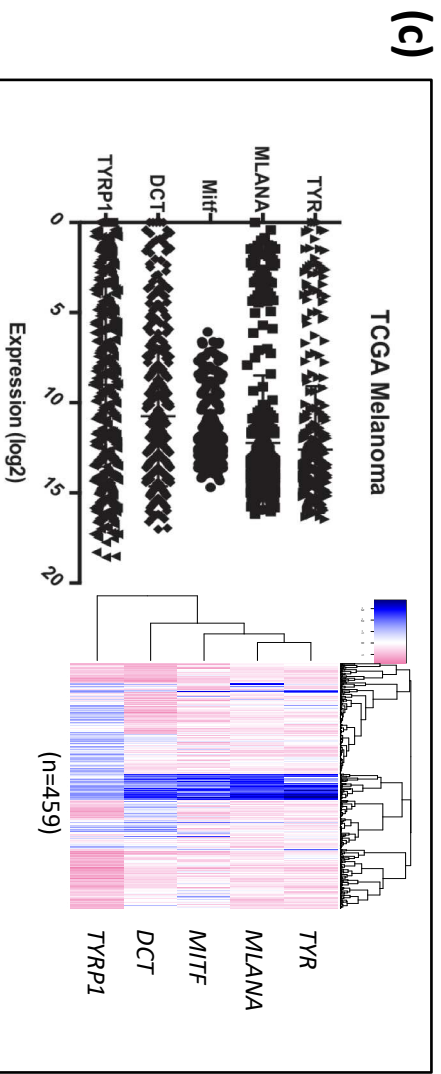 (c)
TCGA Melanoma
TYR
MLANA
Mitf
DCT
TYRP1
0
5
10
15
20
Expression (log2)
TYR
MLANA
MITF
DCT
TYRP1
(n=459)